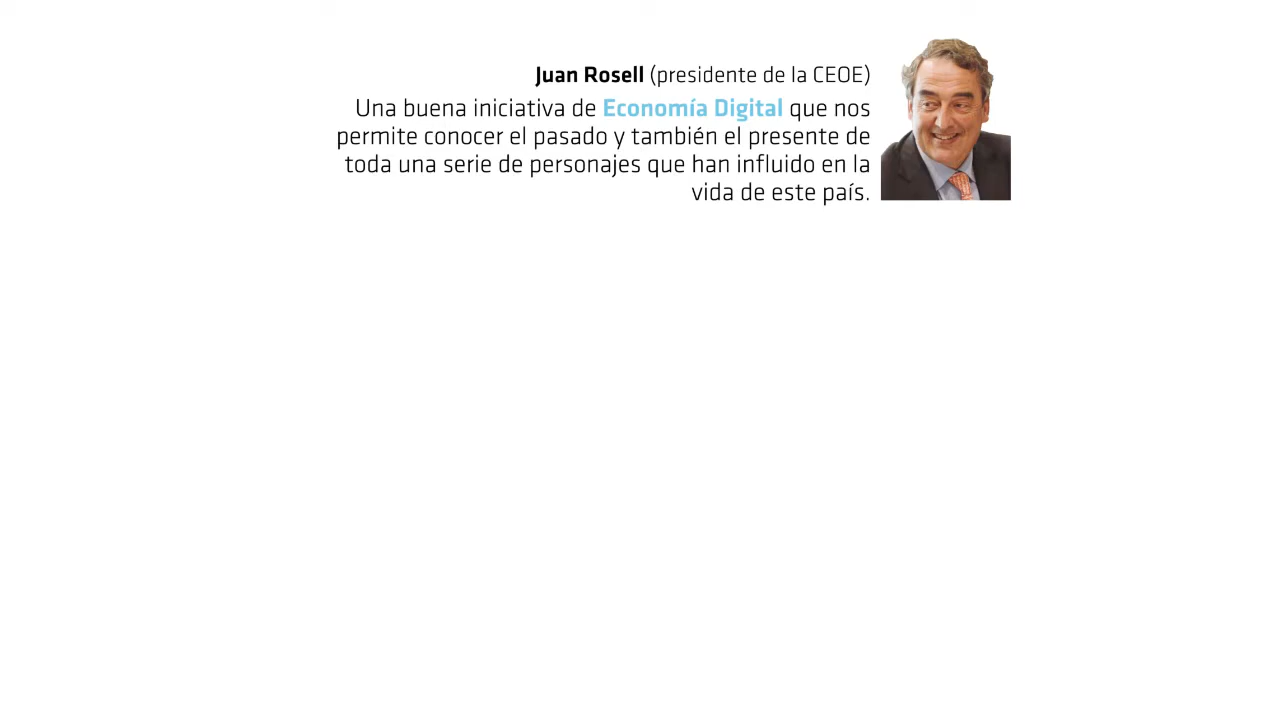 Juan Rosell (presidente de la CEOE)
Una buena iniciativa de Economía Digital que nos
permite conocer el pasado y también el presente de
toda una serie de personajes que han influido en la
vida de este país.